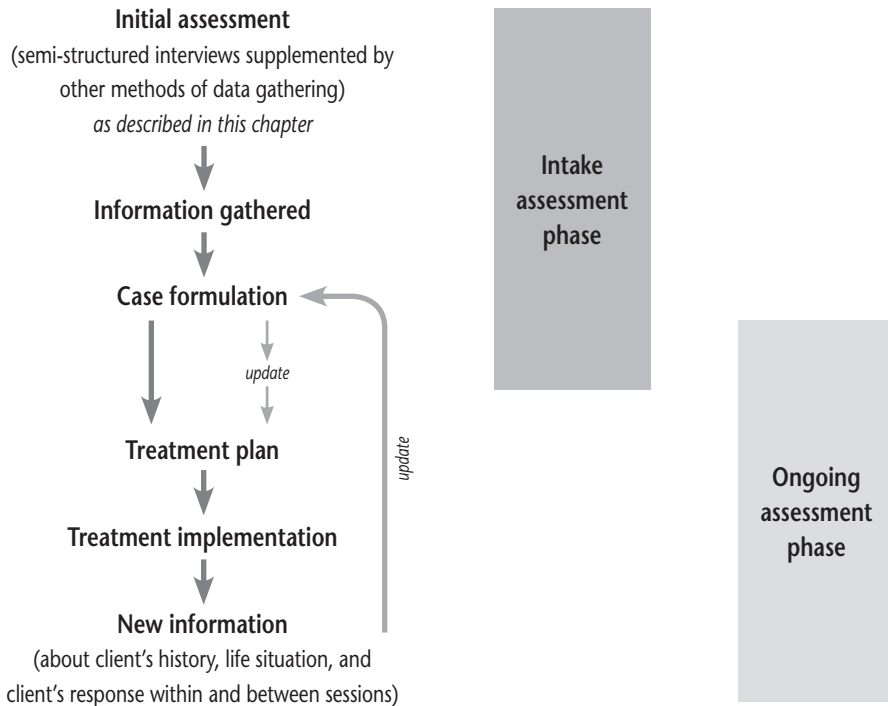 Initial assessment
(semi-structured interviews supplemented by
other methods of data gathering)
as described in this chapter
Information gathered
Case formulation
update
Treatment plan
Treatment implementation
New information
(about client’s history, life situation, and
client’s response within and between sessions)
update
Intake
assessment
phase
Ongoing
assessment
phase